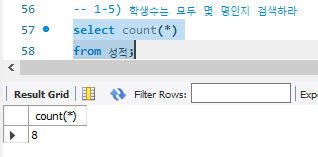 56
-- 1-5) 학생수는 모두 몇 명인지 검색하라
57
select count(*)
58
from 성적;
Result Grid
Filter Rows:
Expo
count(*)
8